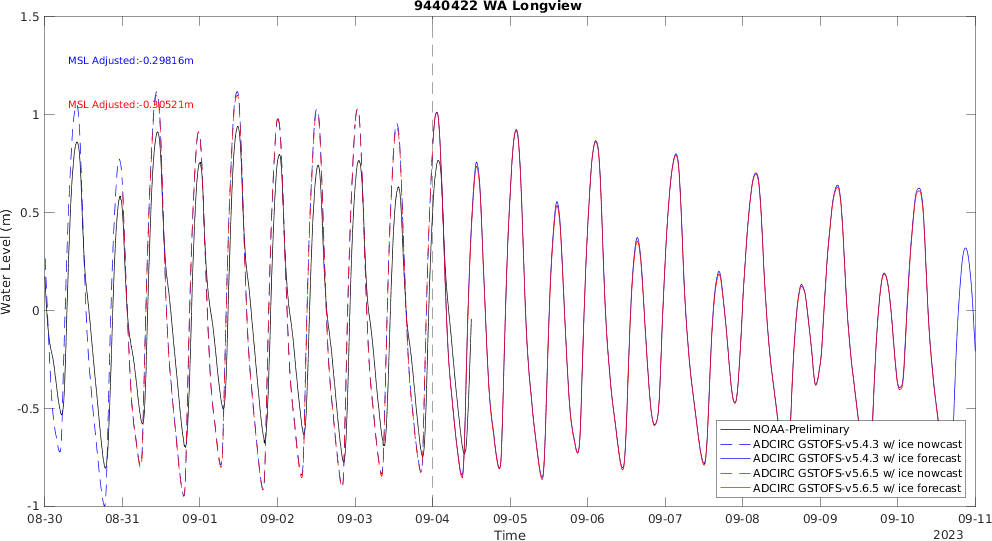 9440422 WA Longview
1.5
1
0.5
0
-0.5
-1
Water Level (m)
MSL Adjusted:-0.29816m
MSL Adjusted:-0.30521m
NOAA-Preliminary
ADCIRC GSTOFS-v5.4.3 w/ ice nowcast
ADCIRC GSTOFS-v5.4.3 w/ ice forecast
ADCIRC GSTOFS-v5.6.5 w/ ice nowcast
ADCIRC GSTOFS-v5.6.5 w/ ice forecast
08-30 08-31 09-01 09-02 09-03 09-04 09-05 09-06 09-07 09-08 09-09 09-10 09-11
Time
2023